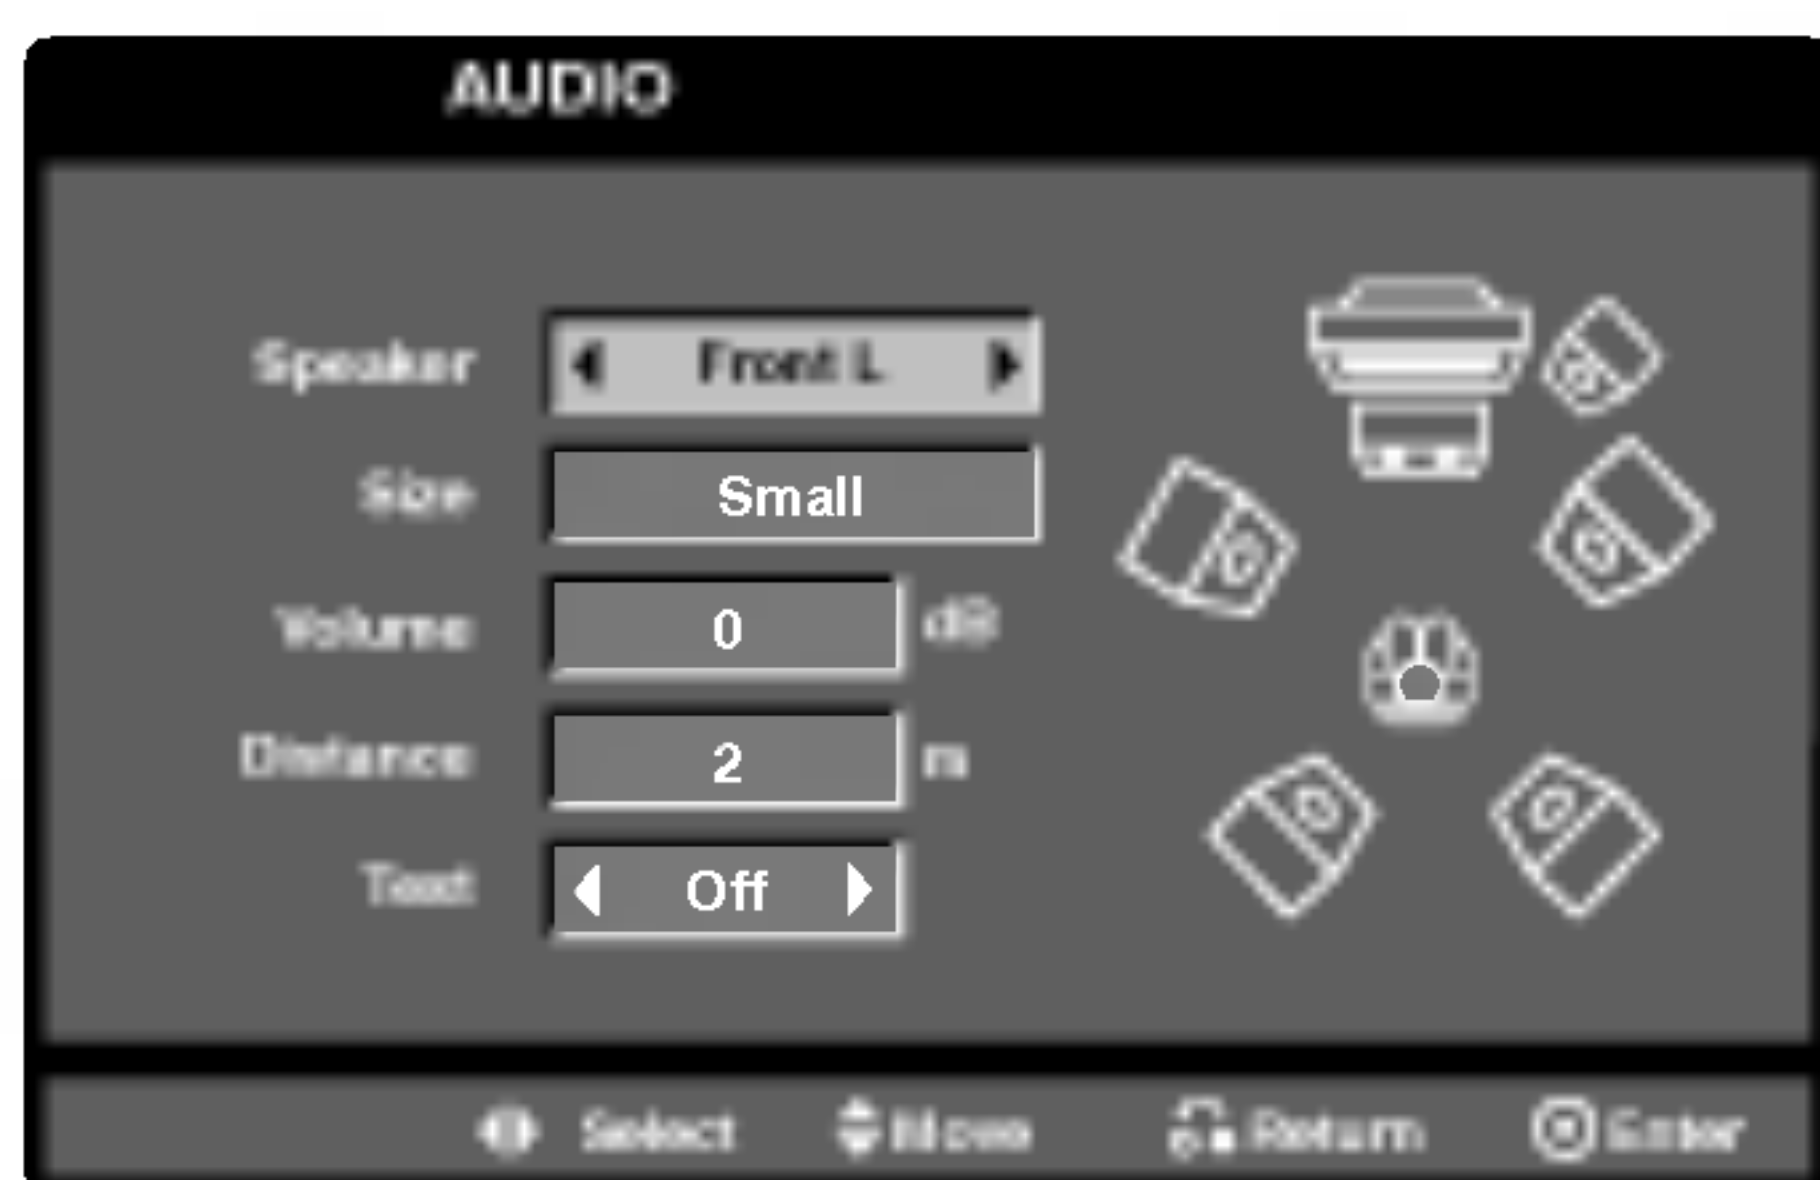 AUDIO
Speaker Front L
Size Small
Volume 0 dB
Distance 2 m
Test Off
Select Move Return Enter